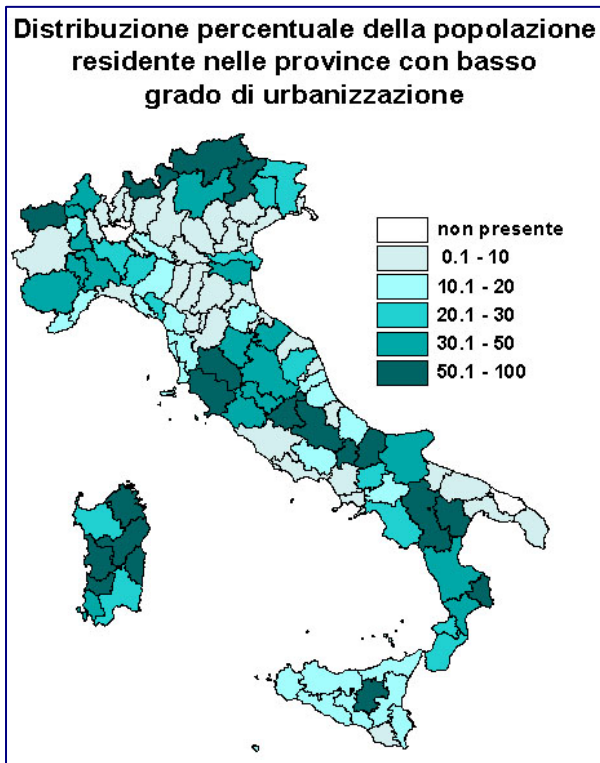 Distribuzione percentuale della popolazione
residente nelle province con basso
grado di urbanizzazione
non presente
0.1 - 10
10.1 - 20
20.1 - 30
30.1 - 50
50.1 - 100